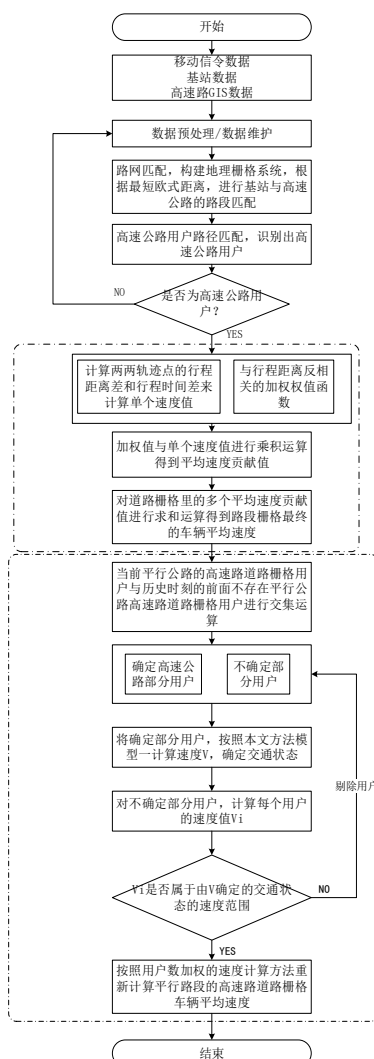 开始
移动信令数据
基站数据
高速路GIS数据
数据预处理/数据维护
路网匹配，构建地理栅格系统，根
据最短欧式距离，进行基站与高速
公路的路段匹配
高速公路用户路径匹配，识别出高
速公路用户
是否为高速公路用
户？
NO
YES
计算两两轨迹点的行程
距离差和行程时间差来
计算单个速度值
与行程距离反相
关的加权权值函
数
加权值与单个速度值进行乘积运算
得到平均速度贡献值
对道路栅格里的多个平均速度贡献
值进行求和运算得到路段栅格最终
的车辆平均速度
当前平行公路的高速路道路栅格用
户与历史时刻的前面不存在平行公
路高速路道路栅格用户进行交集运
算
确定高速公
路部分用户
不确定部
分用户
将确定部分用户，按照本文方法模
型一计算速度V，确定交通状态
剔除用户
对不确定部分用户，计算每个用户
的速度值Vi
Vi是否属于由V确定的交通状
态的速度范围
NO
YES
按照用户数加权的速度计算方法重
新计算平行路段的高速路道路栅格
车辆平均速度
结束